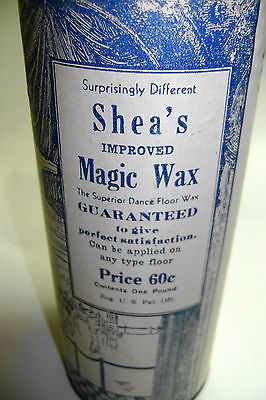 Surprisingly Different
Shea's
IMPROVED
Magic Wax
The Superior Dance Floor Wax
GUARANTEED
to give
perfect satisfaction.
Can be applied on
any type floor
Price 60c
Contents One Pound
Reg. U. S. Pat. Off.